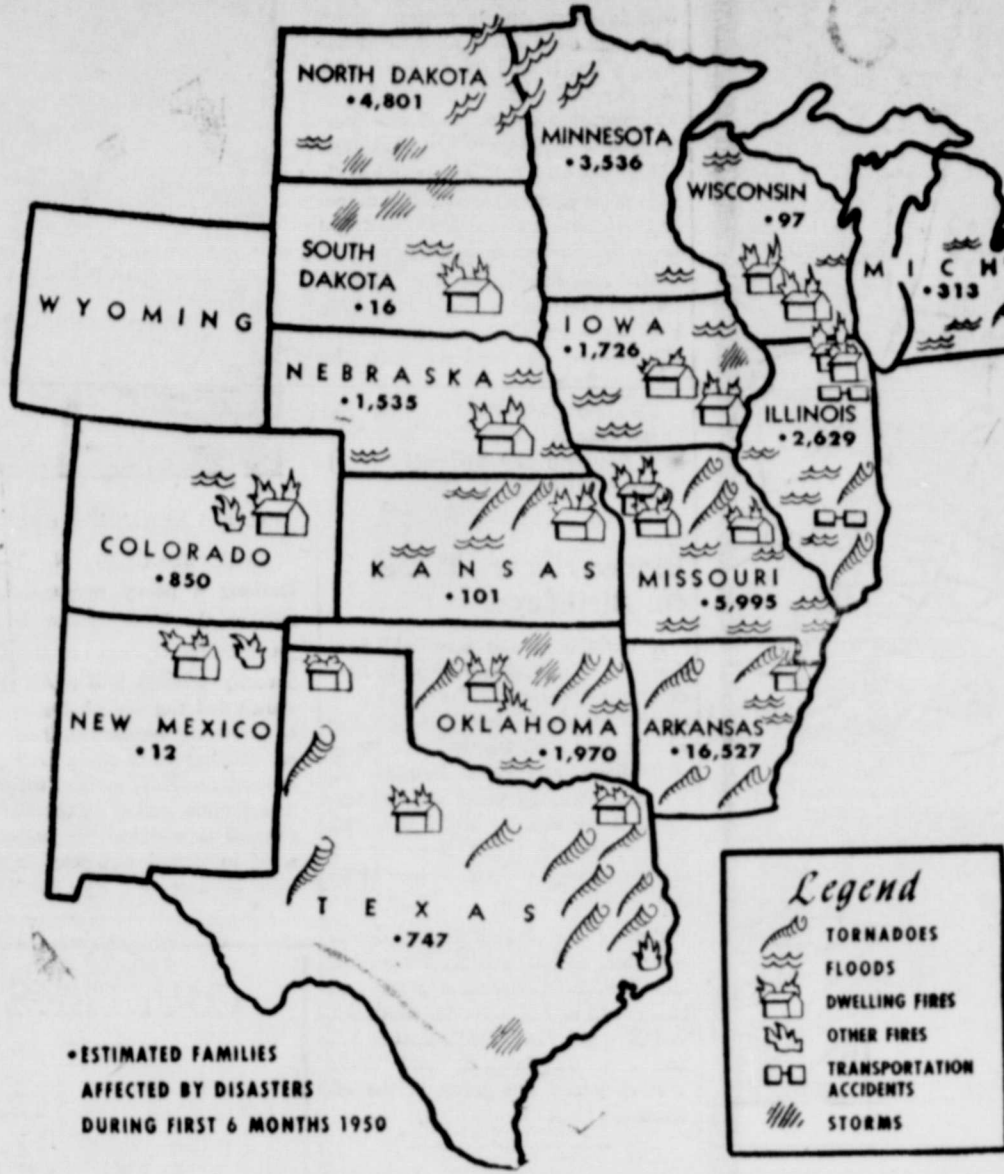 NORTH DAKOTA
•4,801
MINNESOTA
•3,536
WISCONSIN
•97
MICH
•313
SOUTH
DAKOTA
•16
WYOMING
IOWA
•1,726
NEBRASKA
•1,535
ILLINOIS
•2,629
COLORADO
•850
KANSAS
•101
MISSOURI
•5,995
NEW MEXICO
•12
OKLAHOMA
•1,970
ARKANSAS
•16,527
TEXAS
•747
Legend
TORNADOES
FLOODS
DWELLING FIRES
OTHER FIRES
TRANSPORTATION
ACCIDENTS
STORMS
•ESTIMATED FAMILIES
AFFECTED BY DISASTERS
DURING FIRST 6 MONTHS 1950